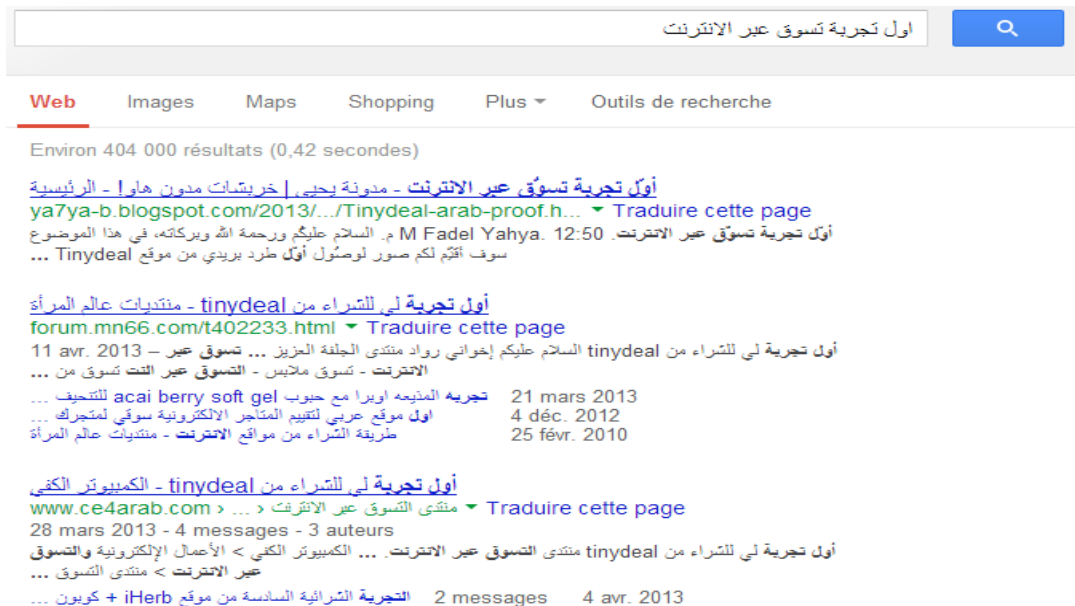 اول تجربة تسوق عبر الانترنت
Web Images Maps Shopping Plus Outils de recherche
Environ 404 000 résultats (0,42 secondes)
أوّل تجربة تسوّق عبر الانترنت - مدونة يحيى | خربشات مدون هاو! - الرئيسية
ya7ya-b.blogspot.com/2013/.../Tinydeal-arab-proof.h... Traduire cette page
أوّل تجربة تسوّق عبر الانترنت. M Fadel Yahya. 12:50 م. السلام عليكُم ورحمة الله وبركاته، في هذا الموضوع
سوف أقدّم لكم صور لوصُول أوّل طرد بريدي من موقع Tinydeal ...
أول تجربة لي للشراء من tinydeal - منتديات عالم المرأة
forum.mn66.com/t402233.html Traduire cette page
11 avr. 2013 – أول تجربة لي للشراء من tinydeal السلام عليكم إخواني رواد منتدى الجلفة العزيز ... تسوق عبر
الانترنت - تسوق ملابس - التسوق عبر النت تسوق من ...
تجربه المذيعه اوبرا مع حبوب acai berry soft gel للتنحيف ... 21 mars 2013
اول موقع عربي لتقييم المتاجر الالكترونية سوقي لمتجرك ... 4 déc. 2012
طريقة الشراء من مواقع الانترنت - منتديات عالم المرأة 25 févr. 2010
أول تجربة لي للشراء من tinydeal - الكمبيوتر الكفي
www.ce4arab.com › ... › منتدى التسوق عبر الانترنت Traduire cette page
28 mars 2013 - 4 messages - 3 auteurs
أول تجربة لي للشراء من tinydeal منتدى التسوق عبر الانترنت. ... الكمبيوتر الكفي > الأعمال الإلكترونية والتسوق
عبر الانترنت > منتدى التسوق ...
التجربة الشرائية السادسة من موقع iHerb + كوبون ... 2 messages 4 avr. 2013